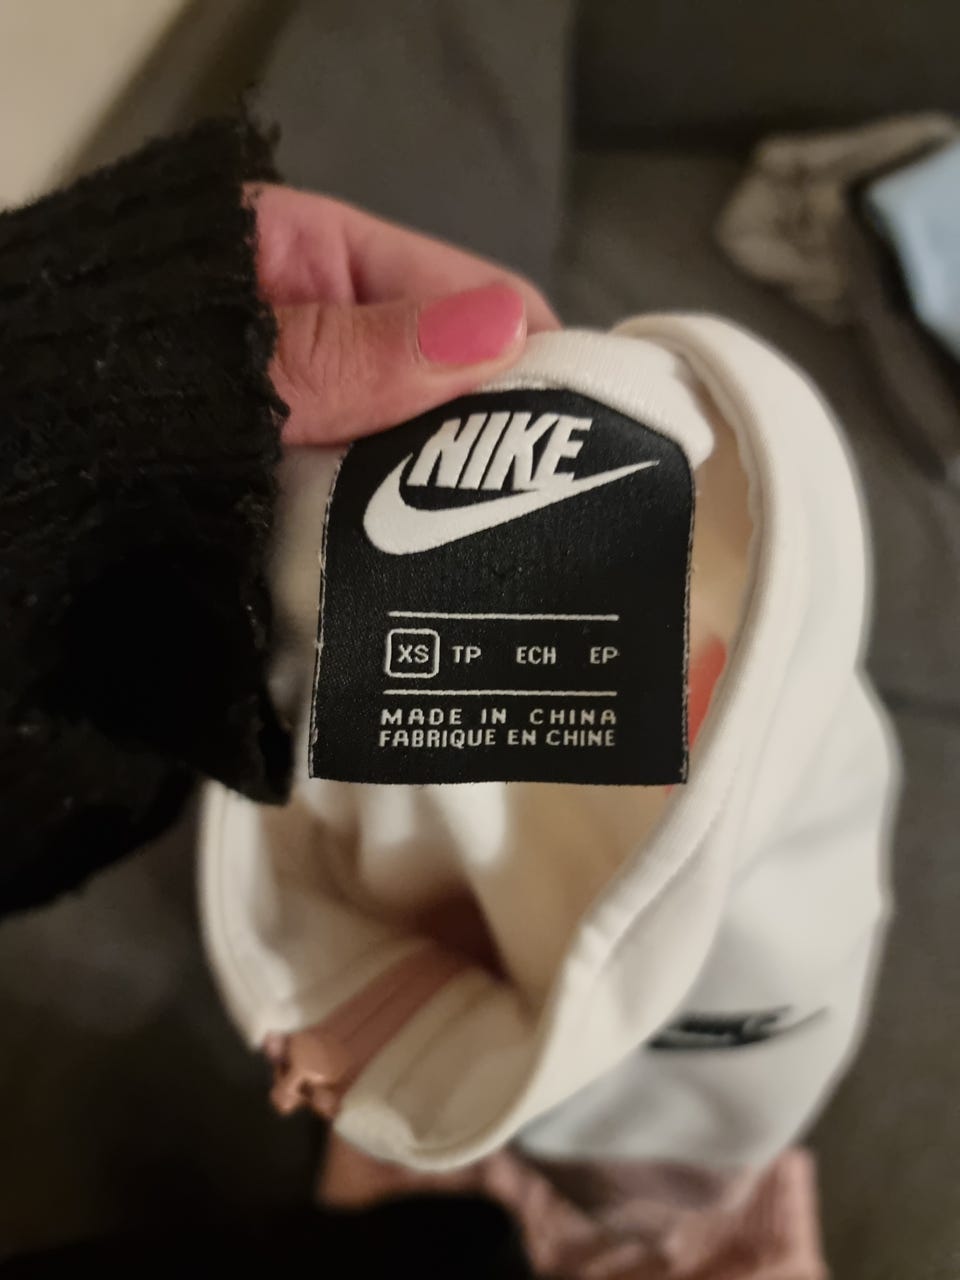 NIKE
XS TP ECH EP
MADE IN CHINA
FABRIQUE EN CHINE